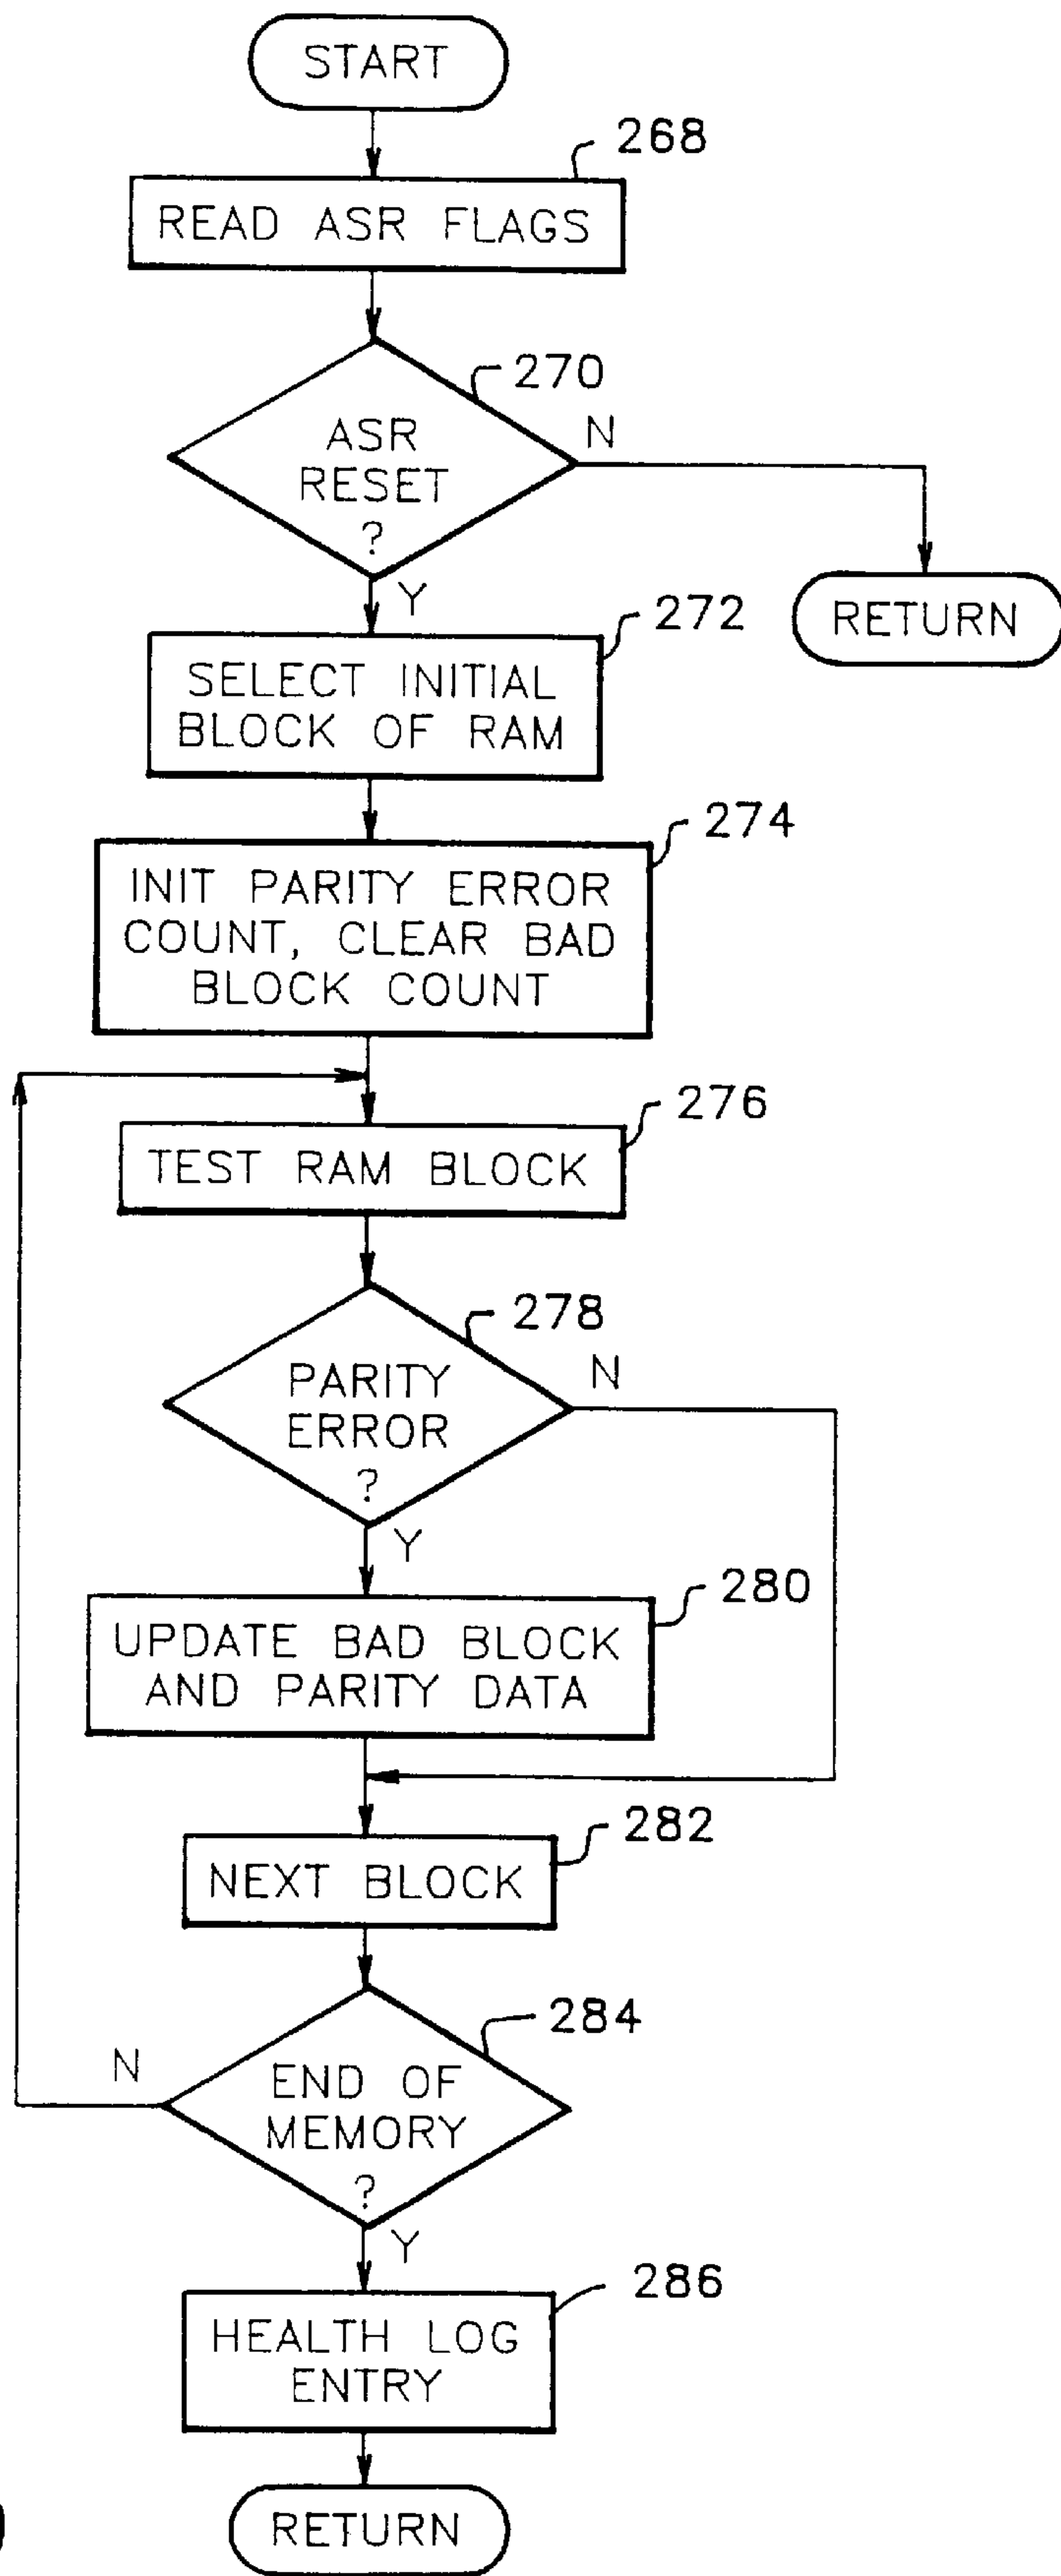 START
268
READ ASR FLAGS
270
ASR
RESET
?
N
Y
RETURN
272
SELECT INITIAL
BLOCK OF RAM
274
INIT PARITY ERROR
COUNT, CLEAR BAD
BLOCK COUNT
276
TEST RAM BLOCK
278
PARITY
ERROR
?
N
Y
280
UPDATE BAD BLOCK
AND PARITY DATA
282
NEXT BLOCK
284
END OF
MEMORY
?
N
Y
286
HEALTH LOG
ENTRY
RETURN